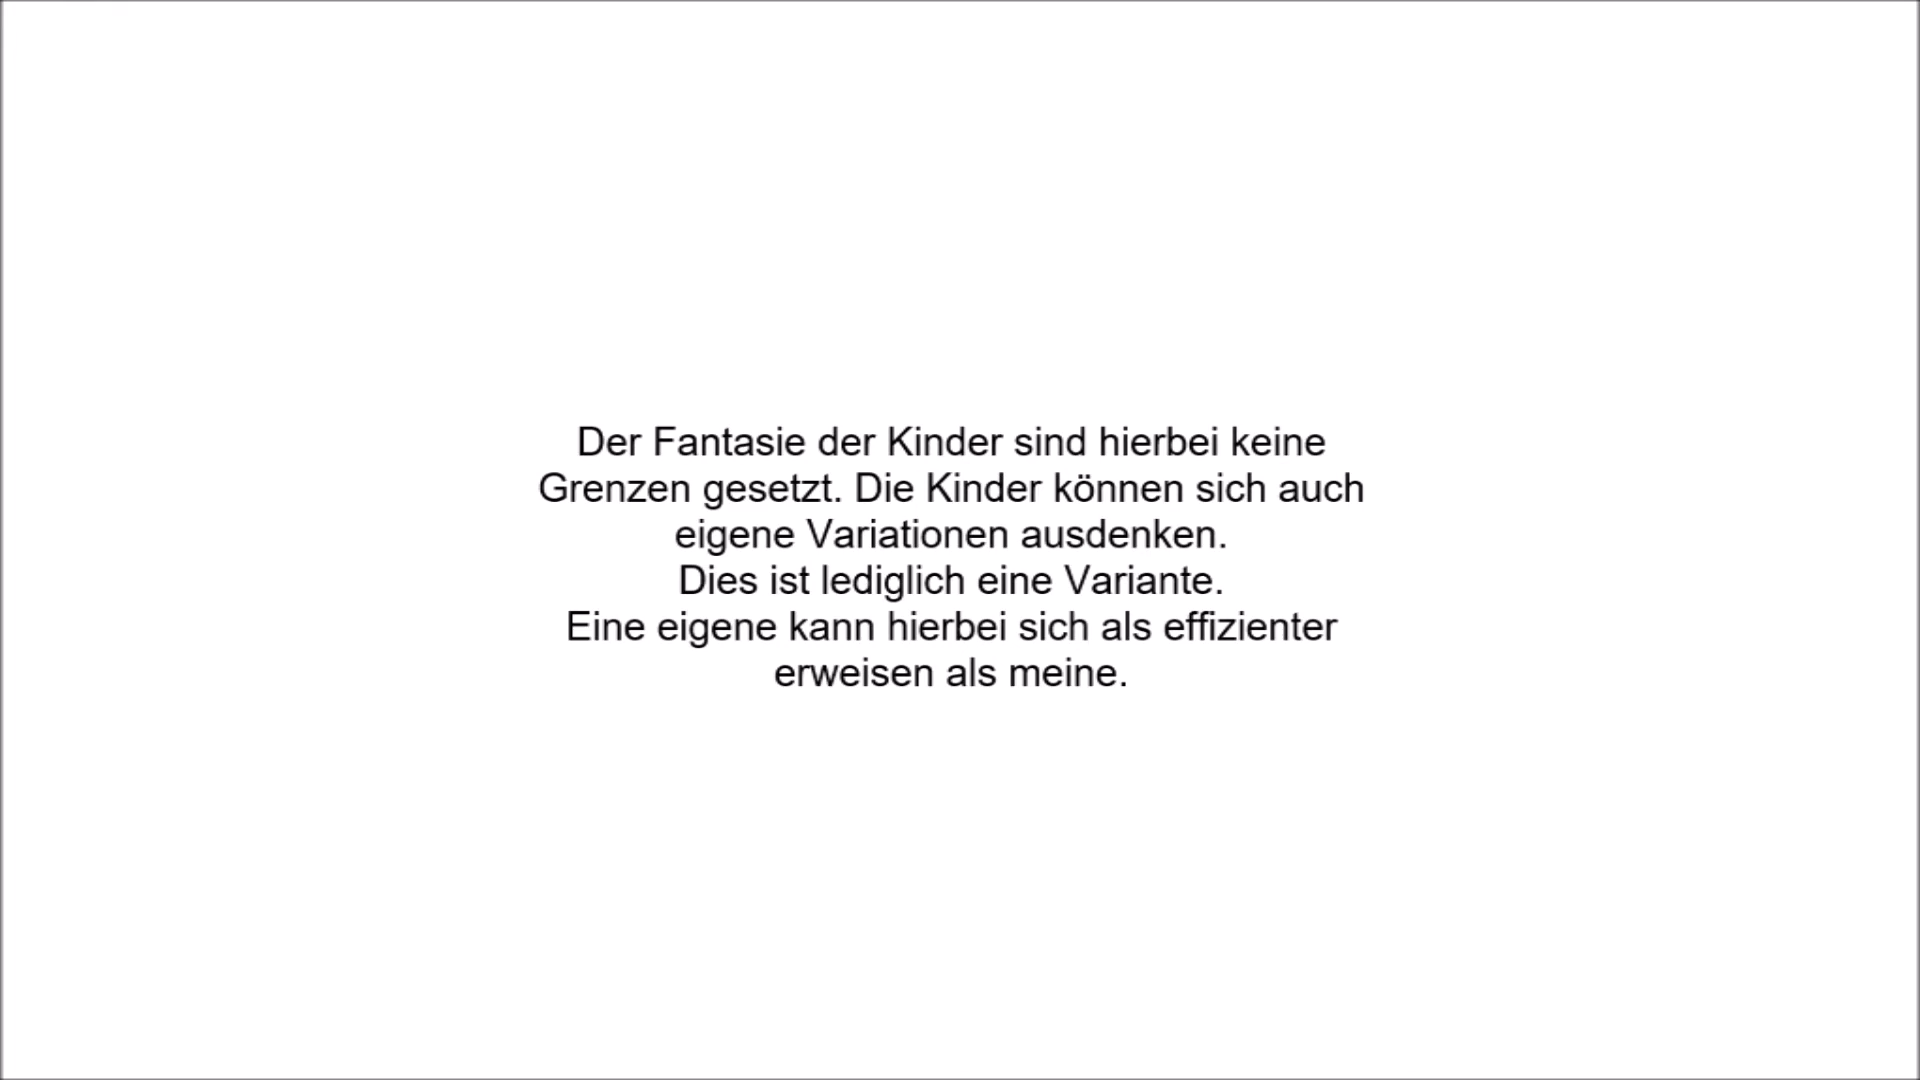 Der Fantasie der Kinder sind hierbei keine
Grenzen gesetzt. Die Kinder können sich auch
eigene Variationen ausdenken.
Dies ist lediglich eine Variante.
Eine eigene kann hierbei sich als effizienter
erweisen als meine.